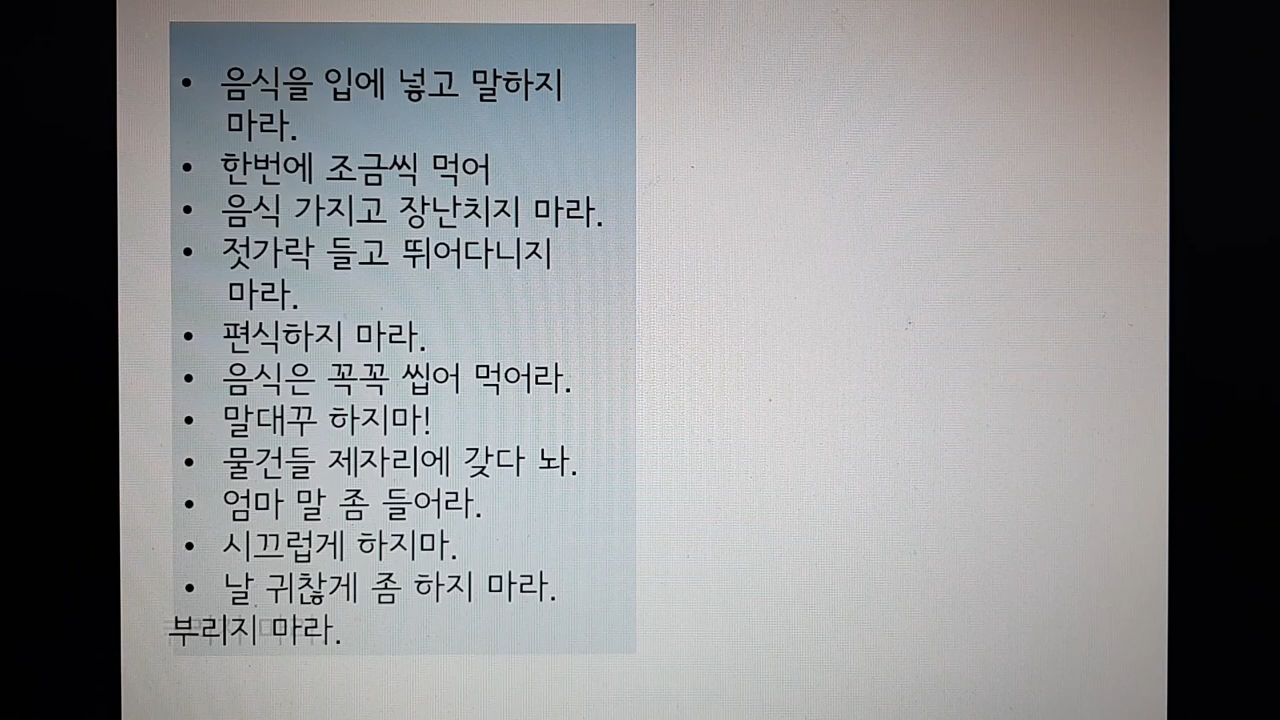 • 음식을 입에 넣고 말하지
마라.
• 한번에 조금씩 먹어
• 음식 가지고 장난치지 마라.
• 젓가락 들고 뛰어다니지
마라.
• 편식하지 마라.
• 음식은 꼭꼭 씹어 먹어라.
• 말대꾸 하지마!
• 물건들 제자리에 갖다 놔.
• 엄마 말 좀 들어라.
• 시끄럽게 하지마.
• 날 귀찮게 좀 하지 마라.
부리지 마라.